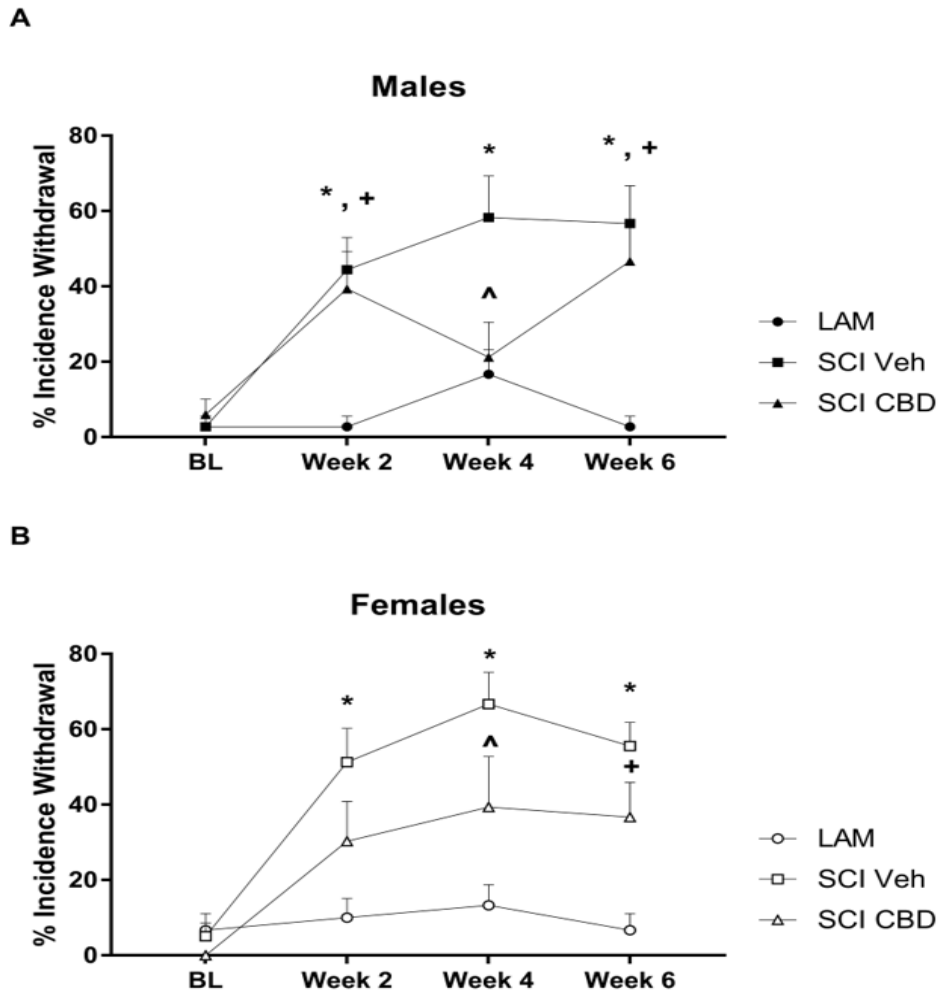 A
Males
% Incidence Withdrawal
80
60
40
20
0
* , +
*
* , +
^
BL
Week 2
Week 4
Week 6
LAM
SCI Veh
SCI CBD
B
Females
% Incidence Withdrawal
80
60
40
20
0
*
*
*
^
+
BL
Week 2
Week 4
Week 6
LAM
SCI Veh
SCI CBD